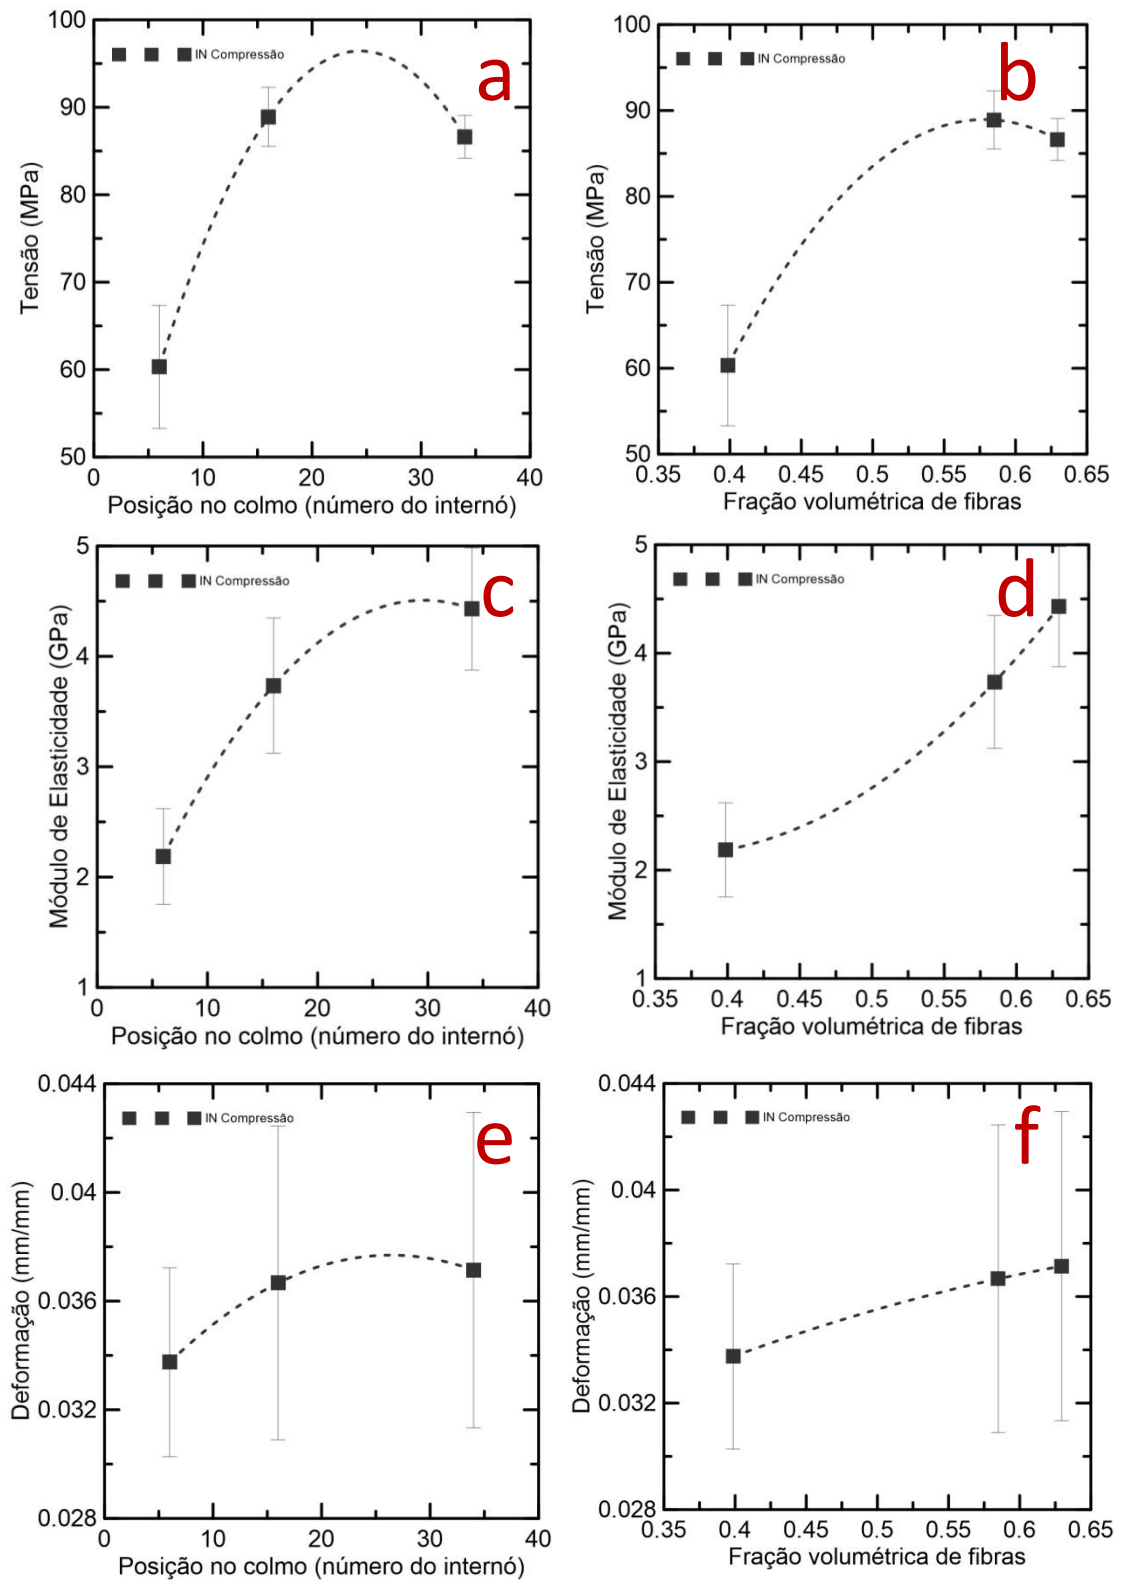 100
90
80
70
60
50
Tensão (MPa)
IN Compressão
a
0
10
20
30
40
Posição no colmo (número do internó)
100
90
80
70
60
50
Tensão (MPa)
IN Compressão
b
0.35
0.4
0.45
0.5
0.55
0.6
0.65
Fração volumétrica de fibras
5
4
3
2
1
Módulo de Elasticidade (GPa)
IN Compressão
c
0
10
20
30
40
Posição no colmo (número do internó)
5
4
3
2
1
Módulo de Elasticidade (GPa)
IN Compressão
d
0.35
0.4
0.45
0.5
0.55
0.6
0.65
Fração volumétrica de fibras
0.044
0.04
0.036
0.032
0.028
Deformação (mm/mm)
IN Compressão
e
0
10
20
30
40
Posição no colmo (número do internó)
0.044
0.04
0.036
0.032
0.028
Deformação (mm/mm)
IN Compressão
f
0.35
0.4
0.45
0.5
0.55
0.6
0.65
Fração volumétrica de fibras